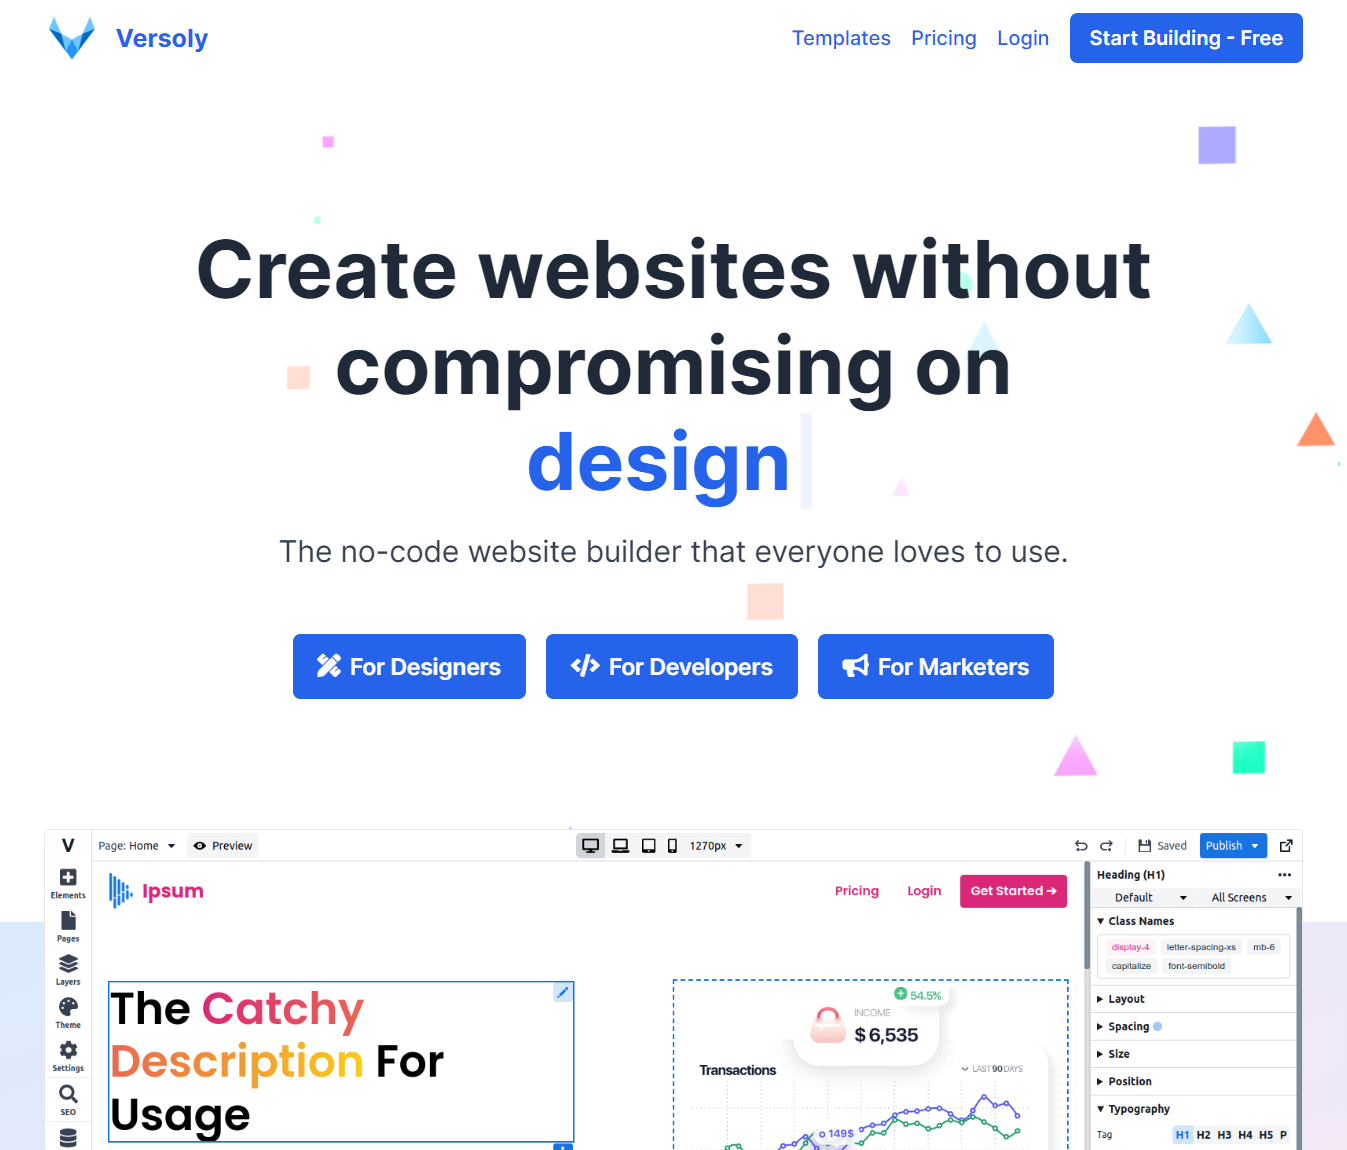 Versoly
Templates Pricing Login Start Building - Free
Create websites without
compromising on
design
The no-code website builder that everyone loves to use.
For Designers For Developers For Marketers
V Page: Home Preview 1270px Saved Publish
Elements
Pages
Layers
Theme
Settings
SEO
Ipsum Pricing Login Get Started →
The Catchy
Description For
Usage
54.5%
INCOME
$ 6,535
Transactions LAST 90 DAYS
149$
Heading (H1)
Default All Screens
Class Names
display-4 letter-spacing-xs mb-6
capitalize font-semibold
Layout
Spacing
Size
Position
Typography
Tag H1 H2 H3 H4 H5 P